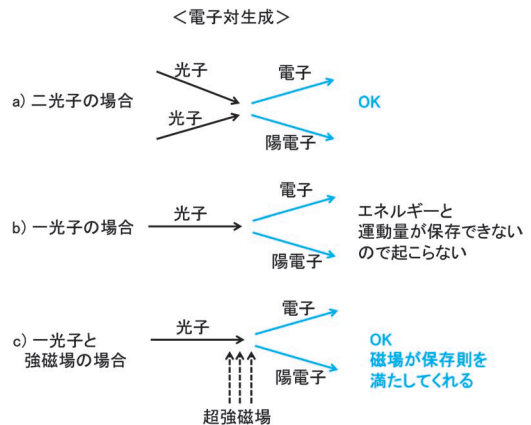 ＜電子対生成＞
光子
電子
a) 二光子の場合
OK
光子
陽電子
電子
b) 一光子の場合
光子
エネルギーと
運動量が保存できない
ので起こらない
陽電子
電子
c) 一光子と
強磁場の場合
光子
OK
磁場が保存則を
満たしてくれる
陽電子
超強磁場